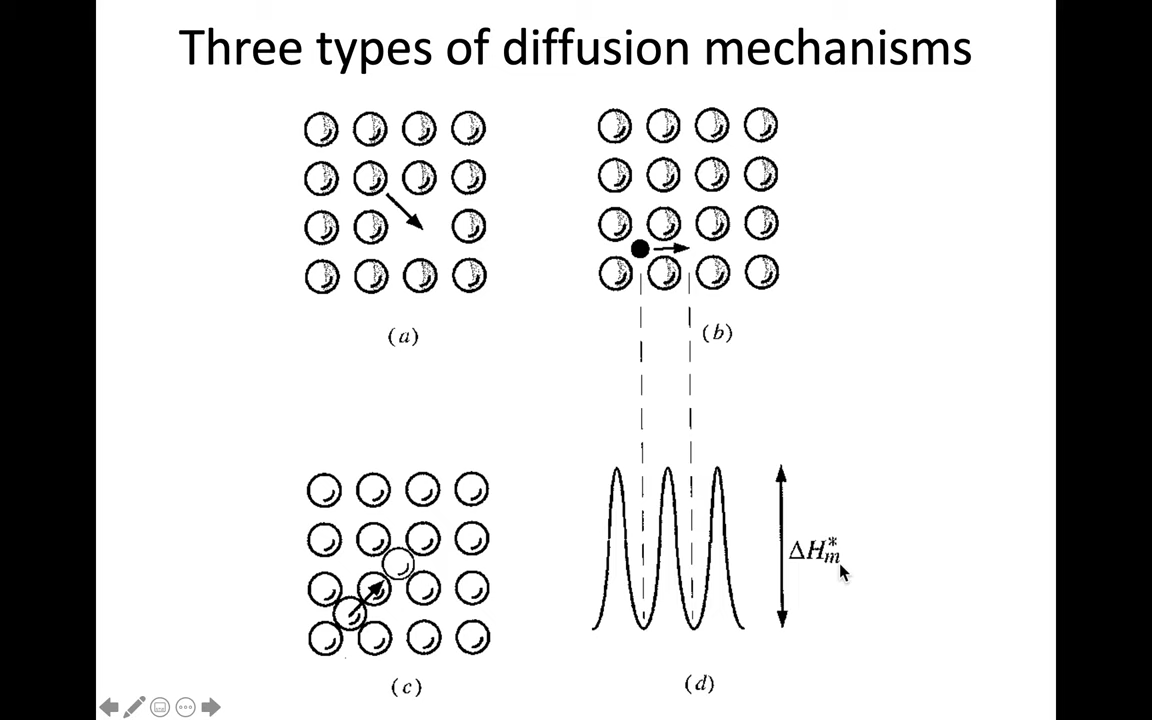 Three types of diffusion mechanisms
(a)
(b)
ΔH*m
(c)
(d)